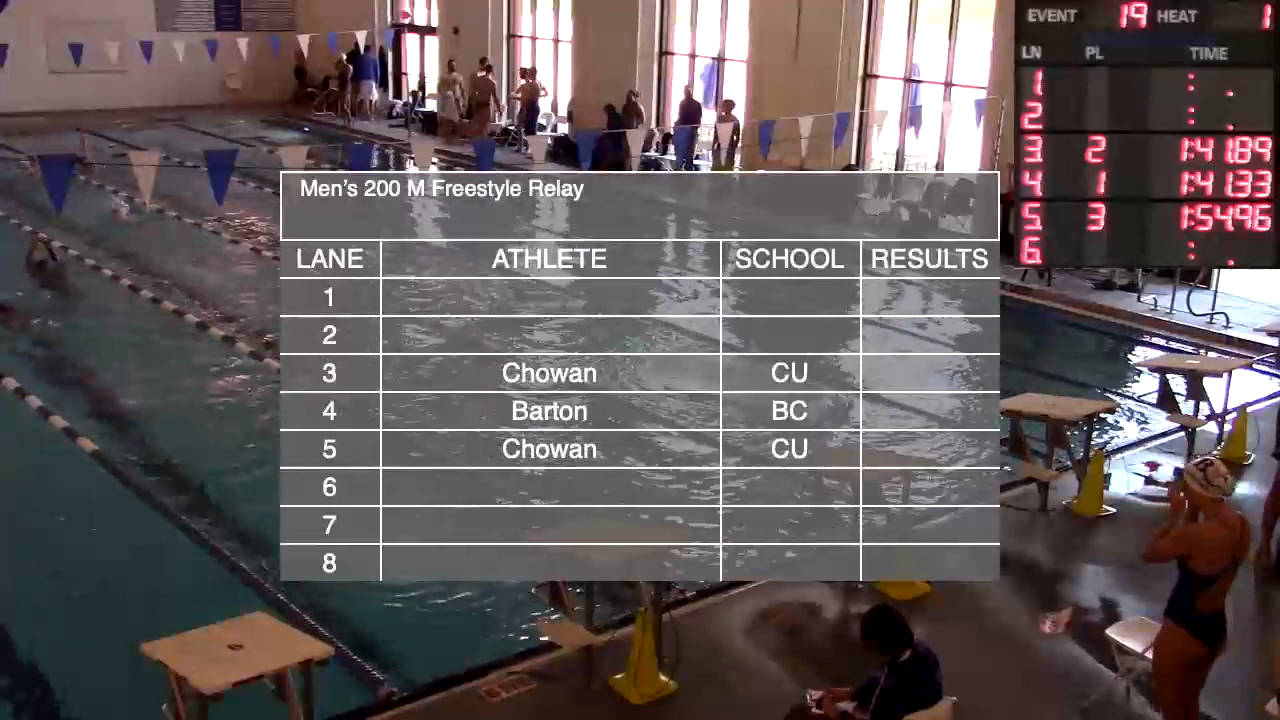 EVENT 19 HEAT 1
LN PL TIME
1 : .
2 : .
3 2 1:41.89
4 1 1:41.33
5 3 1:54.96
6 : .
Men's 200 M Freestyle Relay
LANE ATHLETE SCHOOL RESULTS
1
2
3 Chowan CU
4 Barton BC
5 Chowan CU
6
7
8